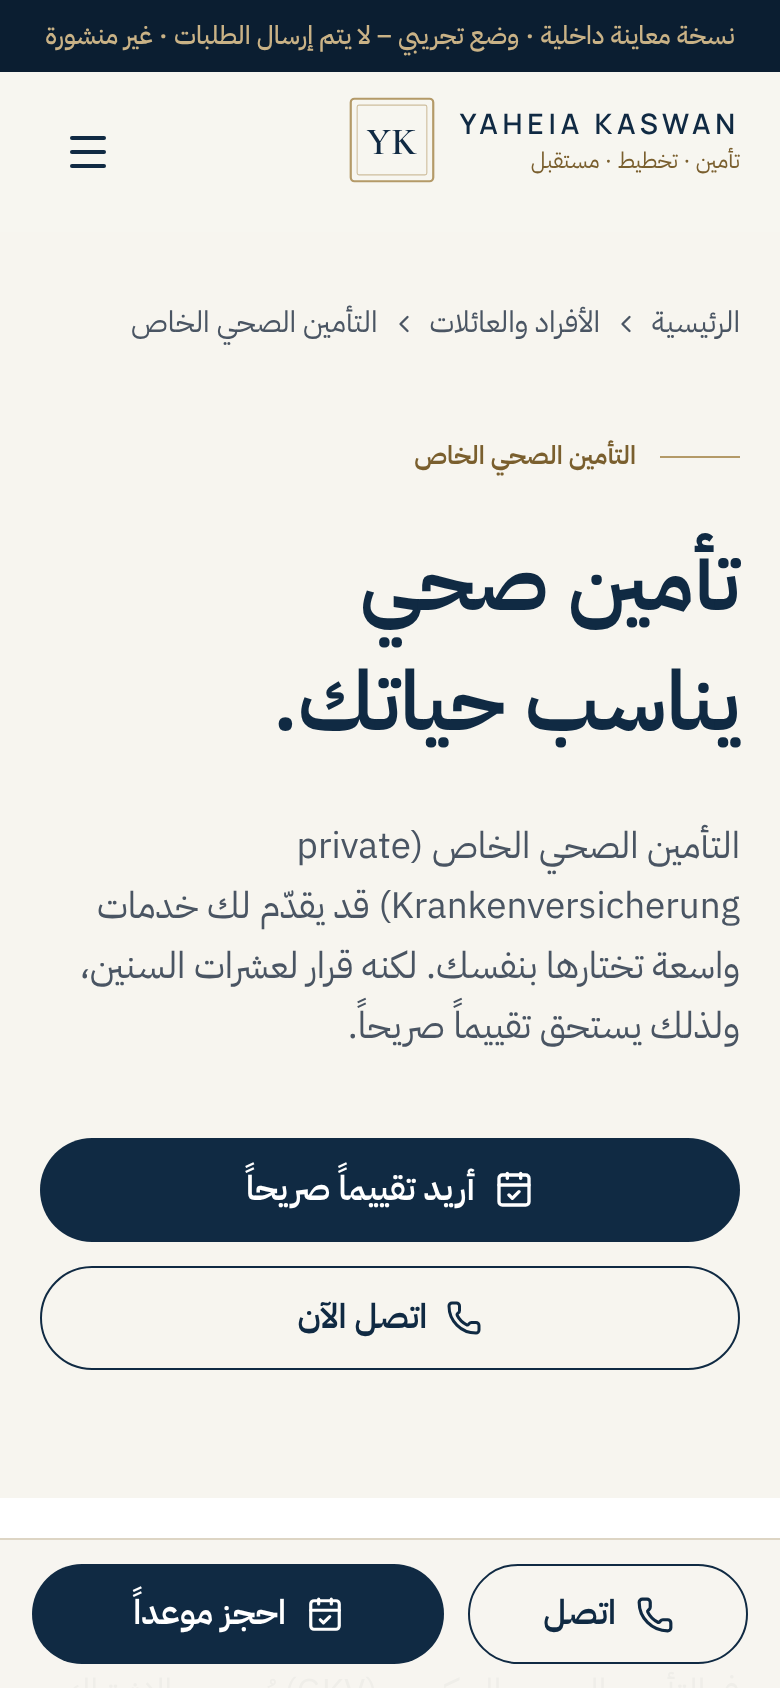 نسخة معاينة داخلية · وضع تجريبي – لا يتم إرسال الطلبات · غير منشورة
YAHEIA KASWAN
تأمين · تخطيط · مستقبل
YK
الرئيسية > الأفراد والعائلات > التأمين الصحي الخاص
التأمين الصحي الخاص
تأمين صحي
يناسب حياتك.
التأمين الصحي الخاص (private
Krankenversicherung) قد يقدّم لك خدمات
واسعة تختارها بنفسك. لكنه قرار لعشرات السنين،
ولذلك يستحق تقييماً صريحاً.
أريد تقييماً صريحاً
اتصل الآن
اتصل
احجز موعداً